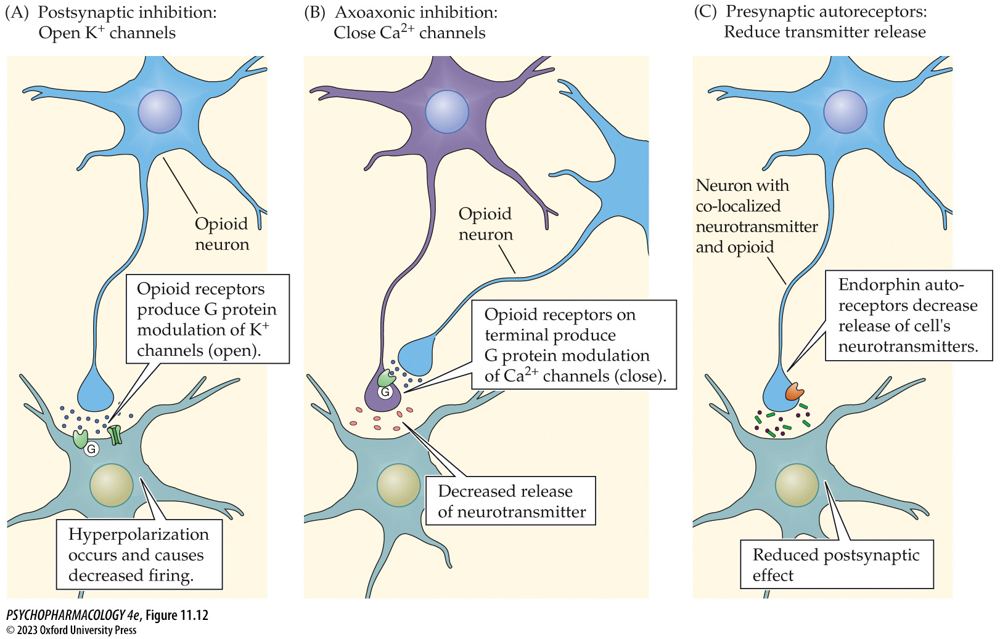 (A) Postsynaptic inhibition:
Open K⁺ channels
Opioid
neuron
Opioid receptors
produce G protein
modulation of K⁺
channels (open).
G
Hyperpolarization
occurs and causes
decreased firing.
(B) Axoaxonic inhibition:
Close Ca²⁺ channels
Opioid
neuron
Opioid receptors on
terminal produce
G protein modulation
of Ca²⁺ channels (close).
G
Decreased release
of neurotransmitter
(C) Presynaptic autoreceptors:
Reduce transmitter release
Neuron with
co-localized
neurotransmitter
and opioid
Endorphin auto-
receptors decrease
release of cell's
neurotransmitters.
Reduced postsynaptic
effect
PSYCHOPHARMACOLOGY 4e, Figure 11.12
© 2023 Oxford University Press